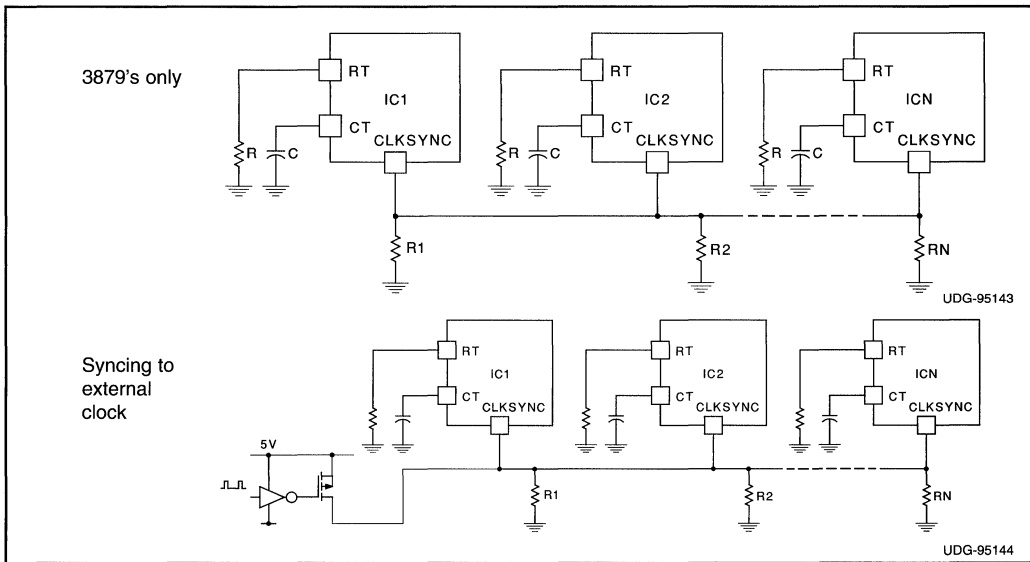 3879's only
RT
IC1
CT
CLKSYNC
R
C
RT
IC2
CT
CLKSYNC
R
C
RT
ICN
CT
CLKSYNC
R
C
R1
R2
RN
UDG-95143
Syncing to
external
clock
RT
IC1
CT
CLKSYNC
RT
IC2
CT
CLKSYNC
RT
ICN
CT
CLKSYNC
5V
R1
R2
RN
UDG-95144